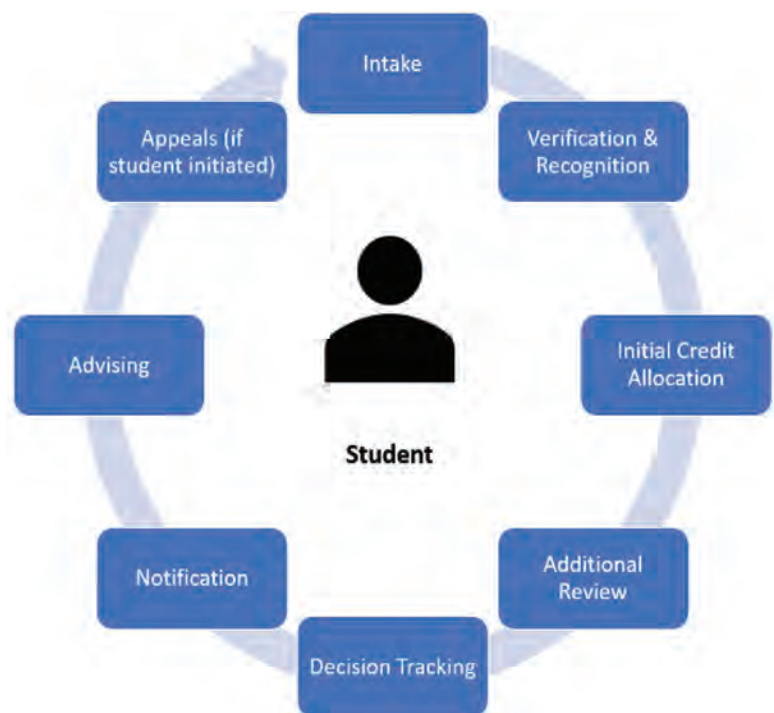 Intake
Verification &
Recognition
Initial Credit
Allocation
Additional
Review
Decision Tracking
Notification
Advising
Appeals (if
student initiated)
Student